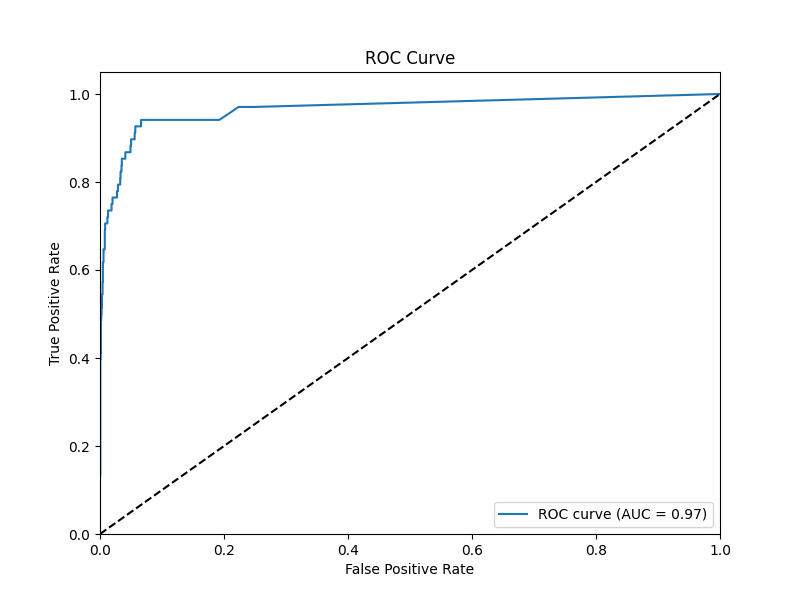 ROC Curve
True Positive Rate
1.0
0.8
0.6
0.4
0.2
0.0
0.0 0.2 0.4 0.6 0.8 1.0
False Positive Rate
ROC curve (AUC = 0.97)